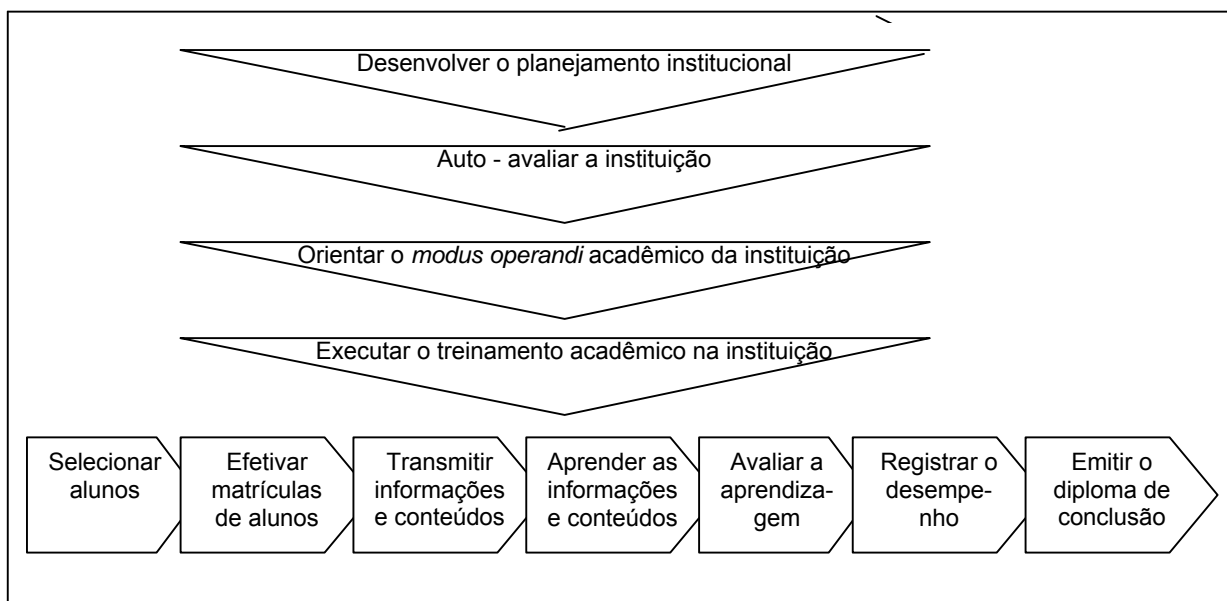 Desenvolver o planejamento institucional
Auto - avaliar a instituição
Orientar o modus operandi acadêmico da instituição
Executar o treinamento acadêmico na instituição
Selecionar
alunos
Efetivar
matrículas
de alunos
Transmitir
informações
e conteúdos
Aprender as
informações
e conteúdos
Avaliar a
aprendiza-
gem
Registrar o
desempe-
nho
Emitir o
diploma de
conclusão